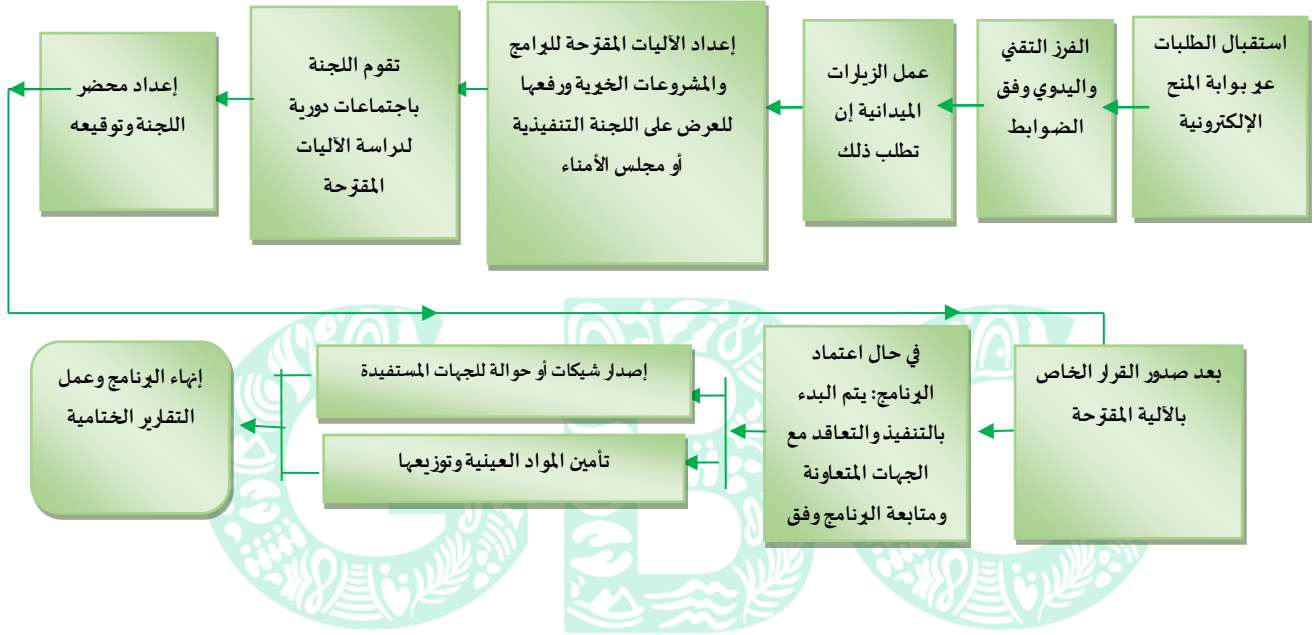 استقبال الطلبات
عبر بوابة المنح
الإلكترونية
الفرز التقني
واليدوي وفق
الضوابط
عمل الزيارات
الميدانية إن
تطلب ذلك
إعداد الآليات المقترحة للبرامج
والمشروعات الخيرية ورفعها
للعرض على اللجنة التنفيذية
أو مجلس الأمناء
تقوم اللجنة
باجتماعات دورية
لدراسة الآليات
المقترحة
إعداد محضر
اللجنة وتوقيعه
بعد صدور القرار الخاص
بالآلية المقترحة
في حال اعتماد
البرنامج: يتم البدء
بالتنفيذ والتعاقد مع
الجهات المتعاونة
ومتابعة البرنامج وفق
إصدار شيكات أو حوالة للجهات المستفيدة
تأمين المواد العينية وتوزيعها
إنهاء البرنامج وعمل
التقارير الختامية
GBC